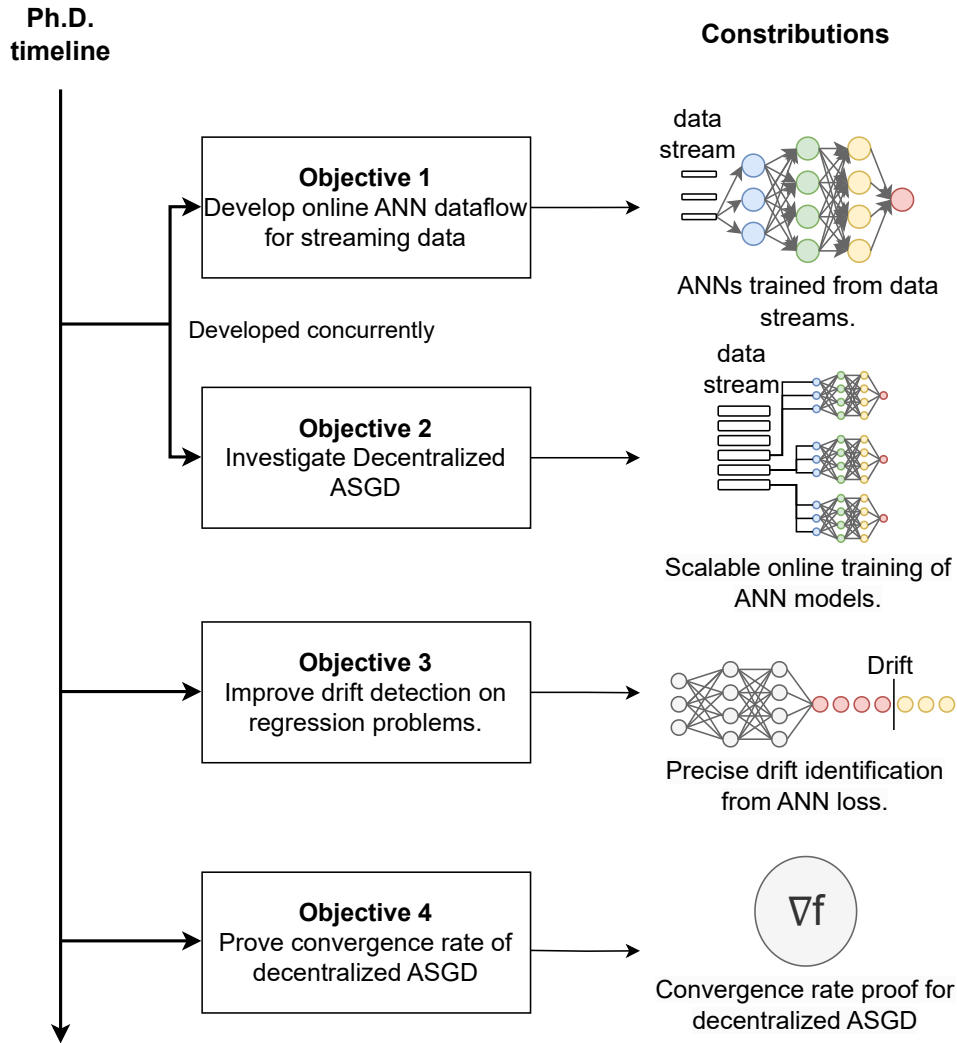 Ph.D.
timeline
Constributions
Objective 1
Develop online ANN dataflow
for streaming data
data
stream
ANNs trained from data
streams.
Developed concurrently
Objective 2
Investigate Decentralized
ASGD
data
stream
Scalable online training of
ANN models.
Objective 3
Improve drift detection on
regression problems.
Drift
Precise drift identification
from ANN loss.
Objective 4
Prove convergence rate of
decentralized ASGD
∇f
Convergence rate proof for
decentralized ASGD